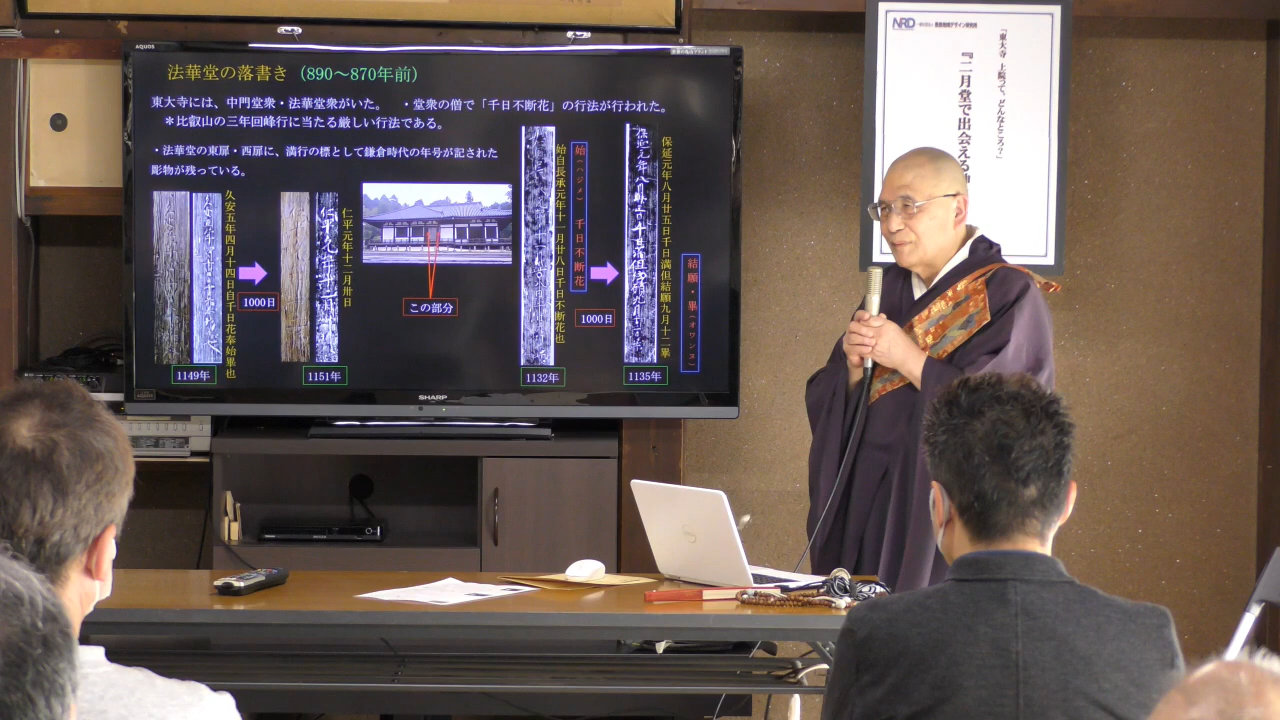 AQUOS
法華堂の落書き（890～870年前）
東大寺には、中門堂衆・法華堂衆がいた。　・堂衆の僧で「千日不断花」の行法が行われた。
＊比叡山の三年回峰行に当たる厳しい行法である。
・法華堂の東扉・西扉に、満行の標として鎌倉時代の年号が記された
彫物が残っている。
久安五年四月十四日自千日花奉始畢也
1149年
1000日
仁平元年十二月卅日
1151年
この部分
始自長承元年十一月廿八日千日不断花也
始（ハジメ）　千日不断花
1132年
1000日
保延元年八月廿五日千日満但結願九月十二畢
結願・畢（オワンヌ）
1135年
SHARP
NRD
「東大寺 上院って、どんなところ？」
『二月堂で出会える